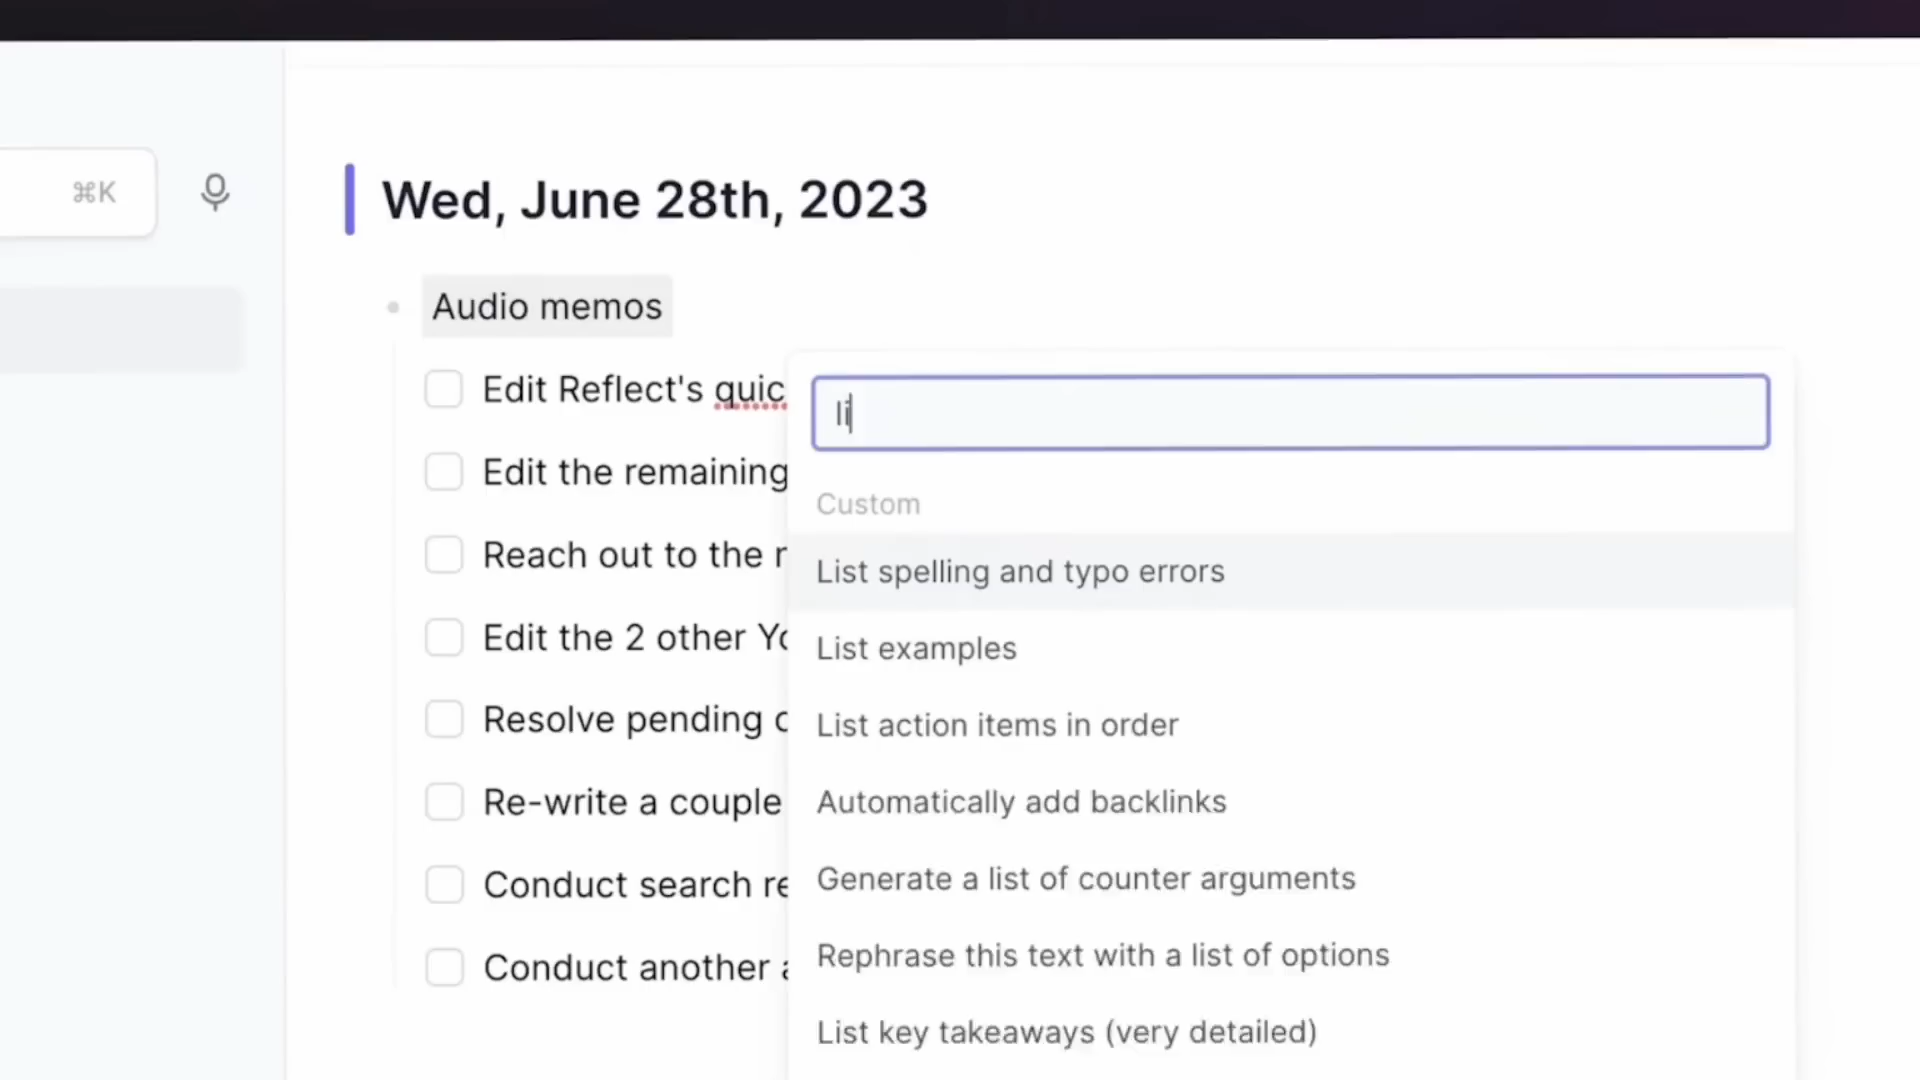 ⌘K
Wed, June 28th, 2023
Audio memos
Edit Reflect's
Edit the remaining
Reach out to the
Edit the 2 other
Resolve pending
Re-write a couple
Conduct search
Conduct another
li
Custom
List spelling and typo errors
List examples
List action items in order
Automatically add backlinks
Generate a list of counter arguments
Rephrase this text with a list of options
List key takeaways (very detailed)